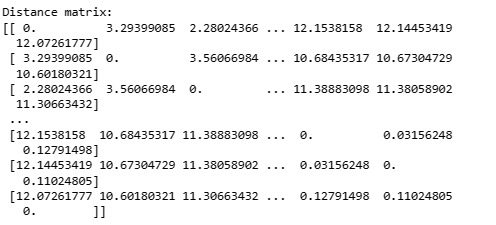 Distance matrix:
[[ 0.          3.29399085  2.28024366 ... 12.1538158  12.14453419
  12.07261777]
 [ 3.29399085  0.          3.56066984 ... 10.68435317 10.67304729
  10.60180321]
 [ 2.28024366  3.56066984  0.         ... 11.38883098 11.38058902
  11.30663432]
 ...
 [12.1538158  10.68435317 11.38883098 ...  0.          0.03156248
   0.12791498]
 [12.14453419 10.67304729 11.38058902 ...  0.03156248  0.
   0.11024805]
 [12.07261777 10.60180321 11.30663432 ...  0.12791498  0.11024805
   0.        ]]